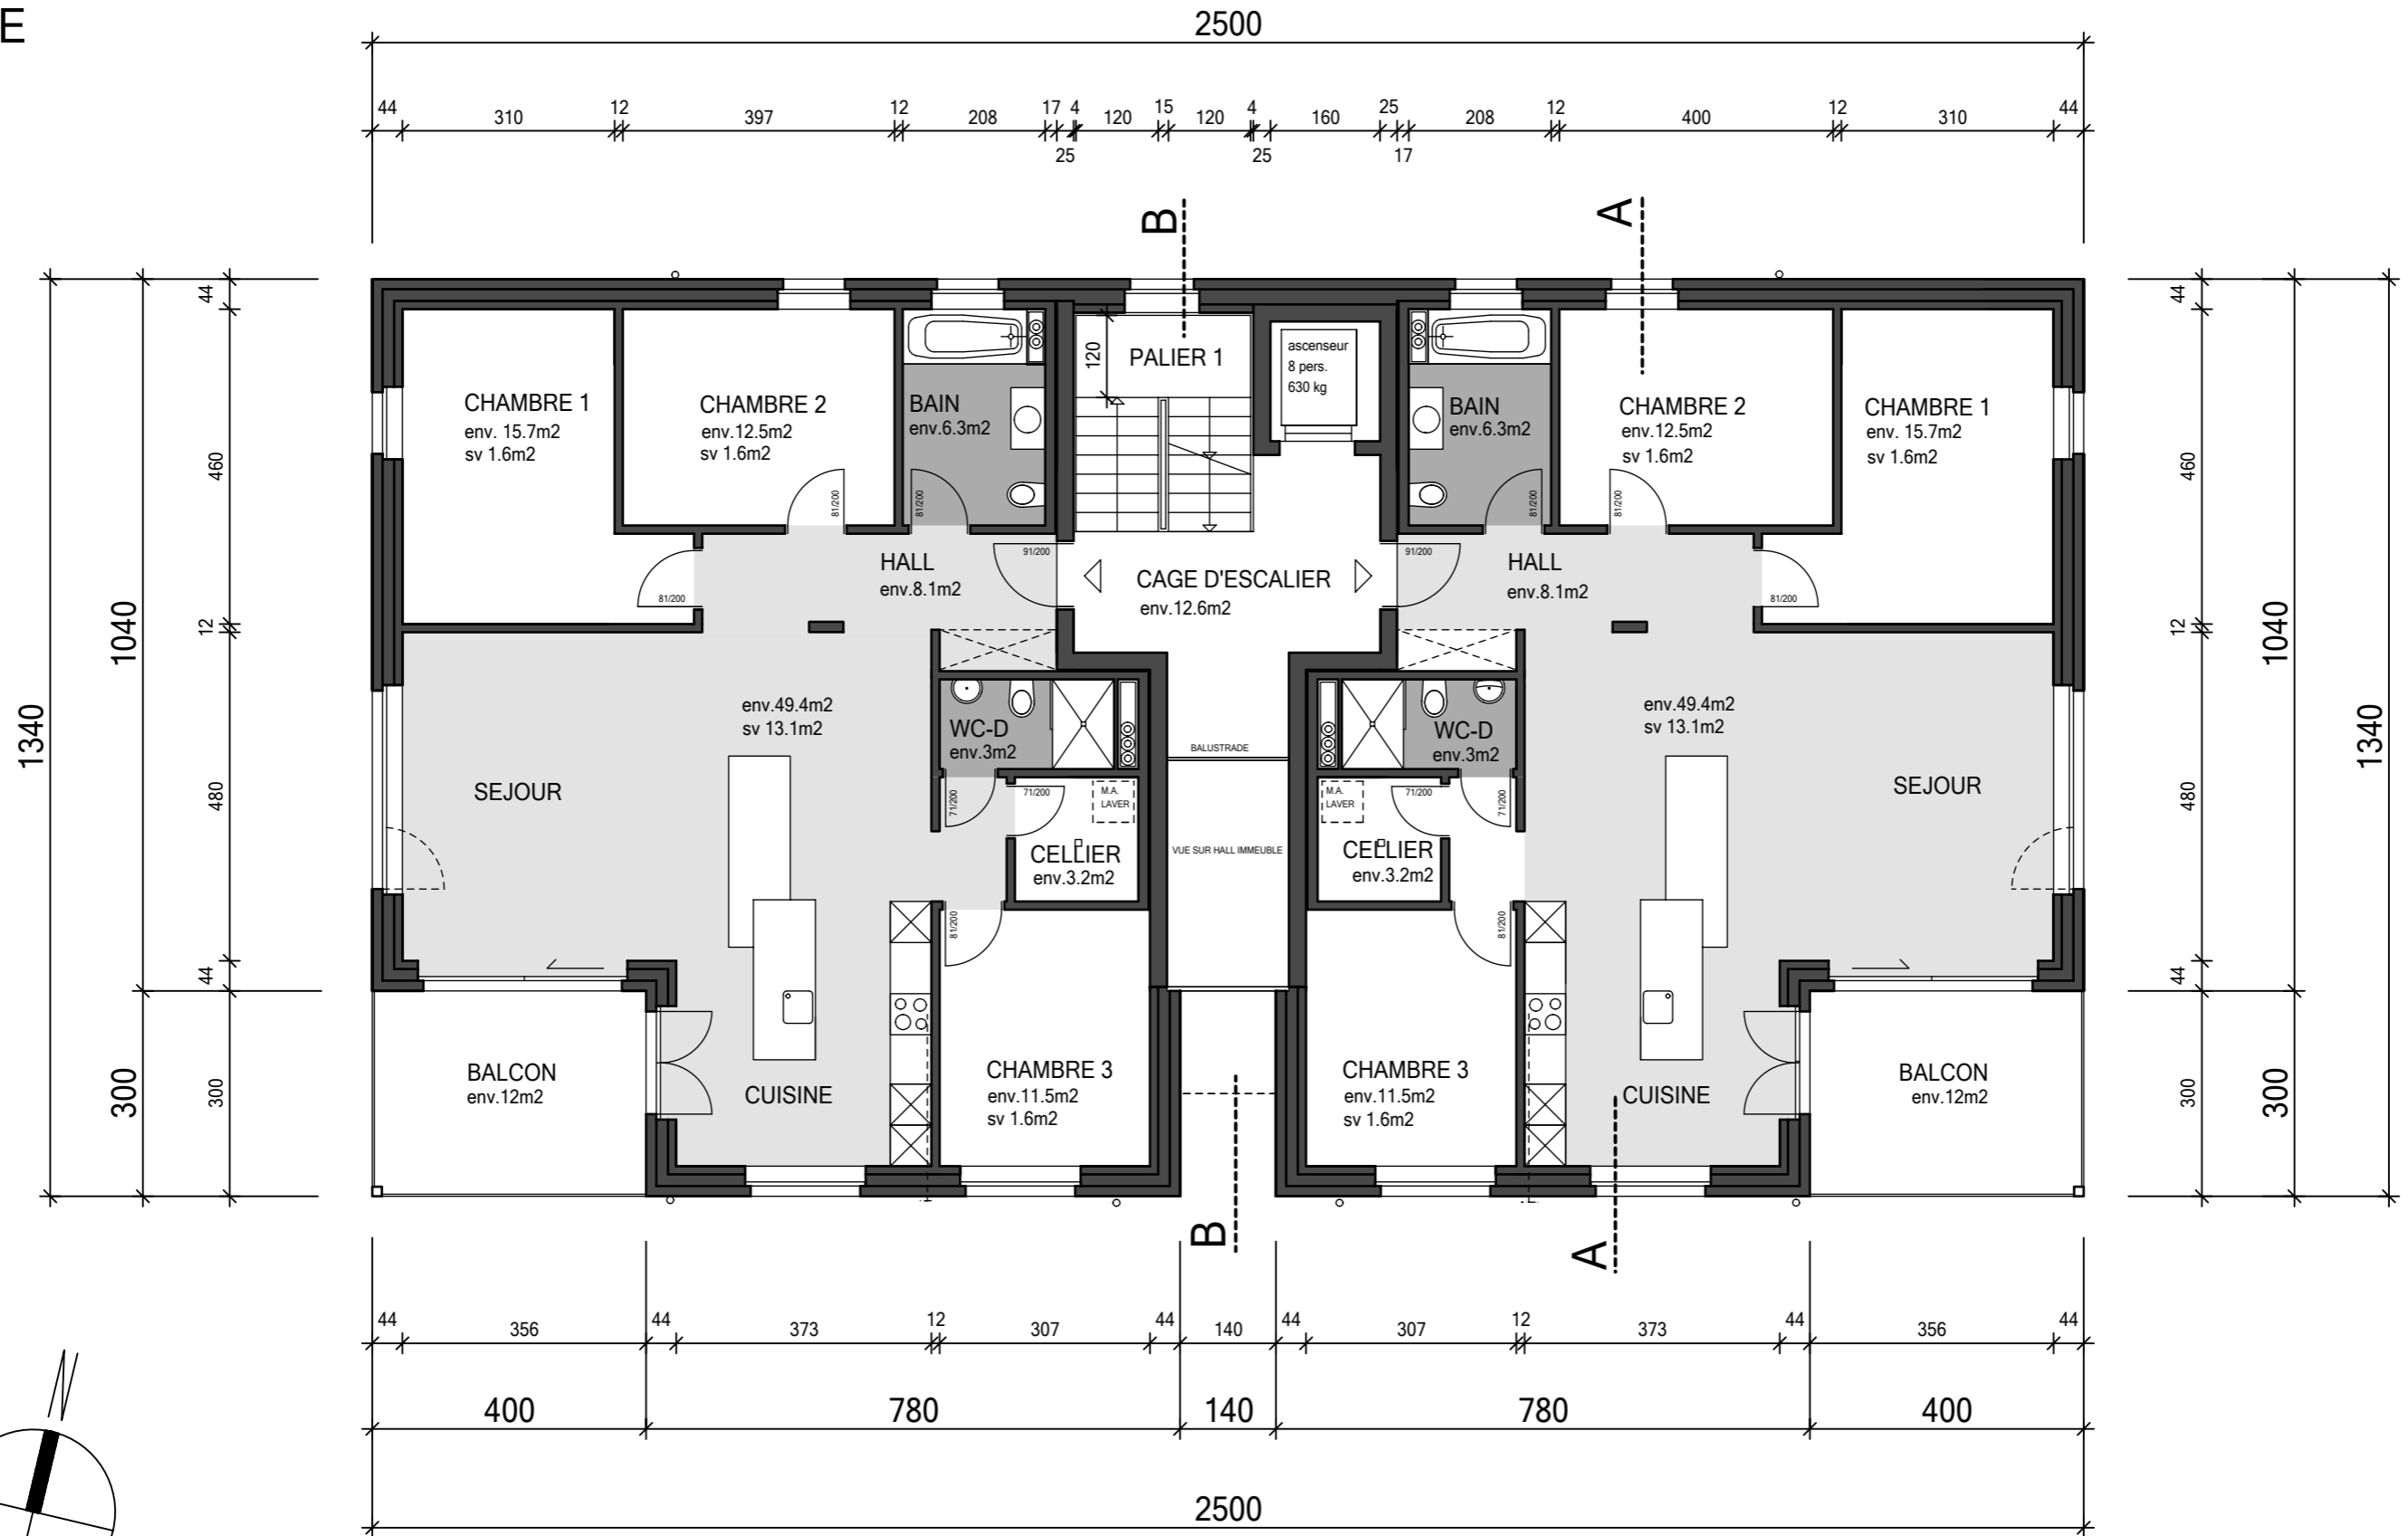 E
2500
44 310 12 397 12 208 17 4 120 15 120 4 160 25 208 12 400 12 310 44
25 25 17
B A
44 44
120
PALIER 1
ascenseur
8 pers.
630 kg
CHAMBRE 1
env. 15.7m2
sv 1.6m2
CHAMBRE 2
env.12.5m2
sv 1.6m2
BAIN
env.6.3m2
BAIN
env.6.3m2
CHAMBRE 2
env.12.5m2
sv 1.6m2
CHAMBRE 1
env. 15.7m2
sv 1.6m2
460 460
81/200 81/200 81/200 81/200
HALL
env.8.1m2
91/200
CAGE D'ESCALIER
env.12.6m2
91/200
HALL
env.8.1m2
81/200 81/200
1040 12 12 1040
1340 1340
env.49.4m2
sv 13.1m2
WC-D
env.3m2
BALUSTRADE
WC-D
env.3m2
env.49.4m2
sv 13.1m2
480 SEJOUR SEJOUR 480
71/200 71/200
M.A.
LAVER
M.A.
LAVER
71/200 71/200
CELLIER
env.3.2m2
VUE SUR HALL IMMEUBLE
CELLIER
env.3.2m2
81/200 81/200
44 44
300 300
BALCON
env.12m2
CUISINE
CHAMBRE 3
env.11.5m2
sv 1.6m2
CHAMBRE 3
env.11.5m2
sv 1.6m2
CUISINE
BALCON
env.12m2
300 300
B A
44 356 44 373 12 307 44 140 44 307 12 373 44 356 44
400 780 140 780 400
2500
N